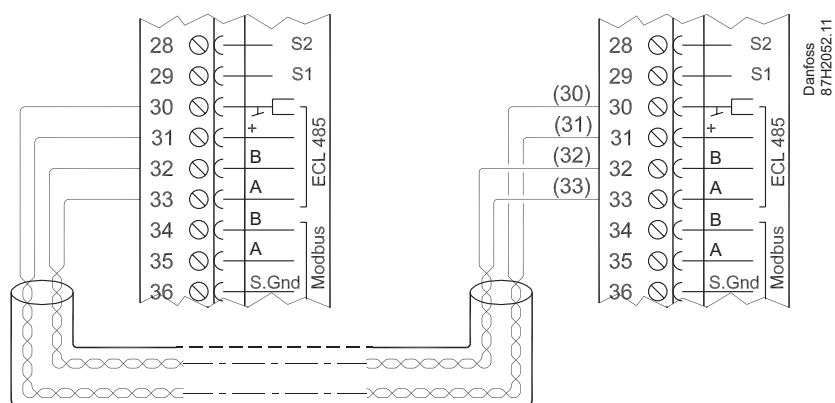 28 S2
29 S1
30
31 +
32 B
33 A
ECL 485
34 B
35 A
36 S.Gnd
Modbus
28 S2
29 S1
(30) 30
(31) 31 +
(32) 32 B
(33) 33 A
ECL 485
34 B
35 A
36 S.Gnd
Modbus
Danfoss
87H2052.11